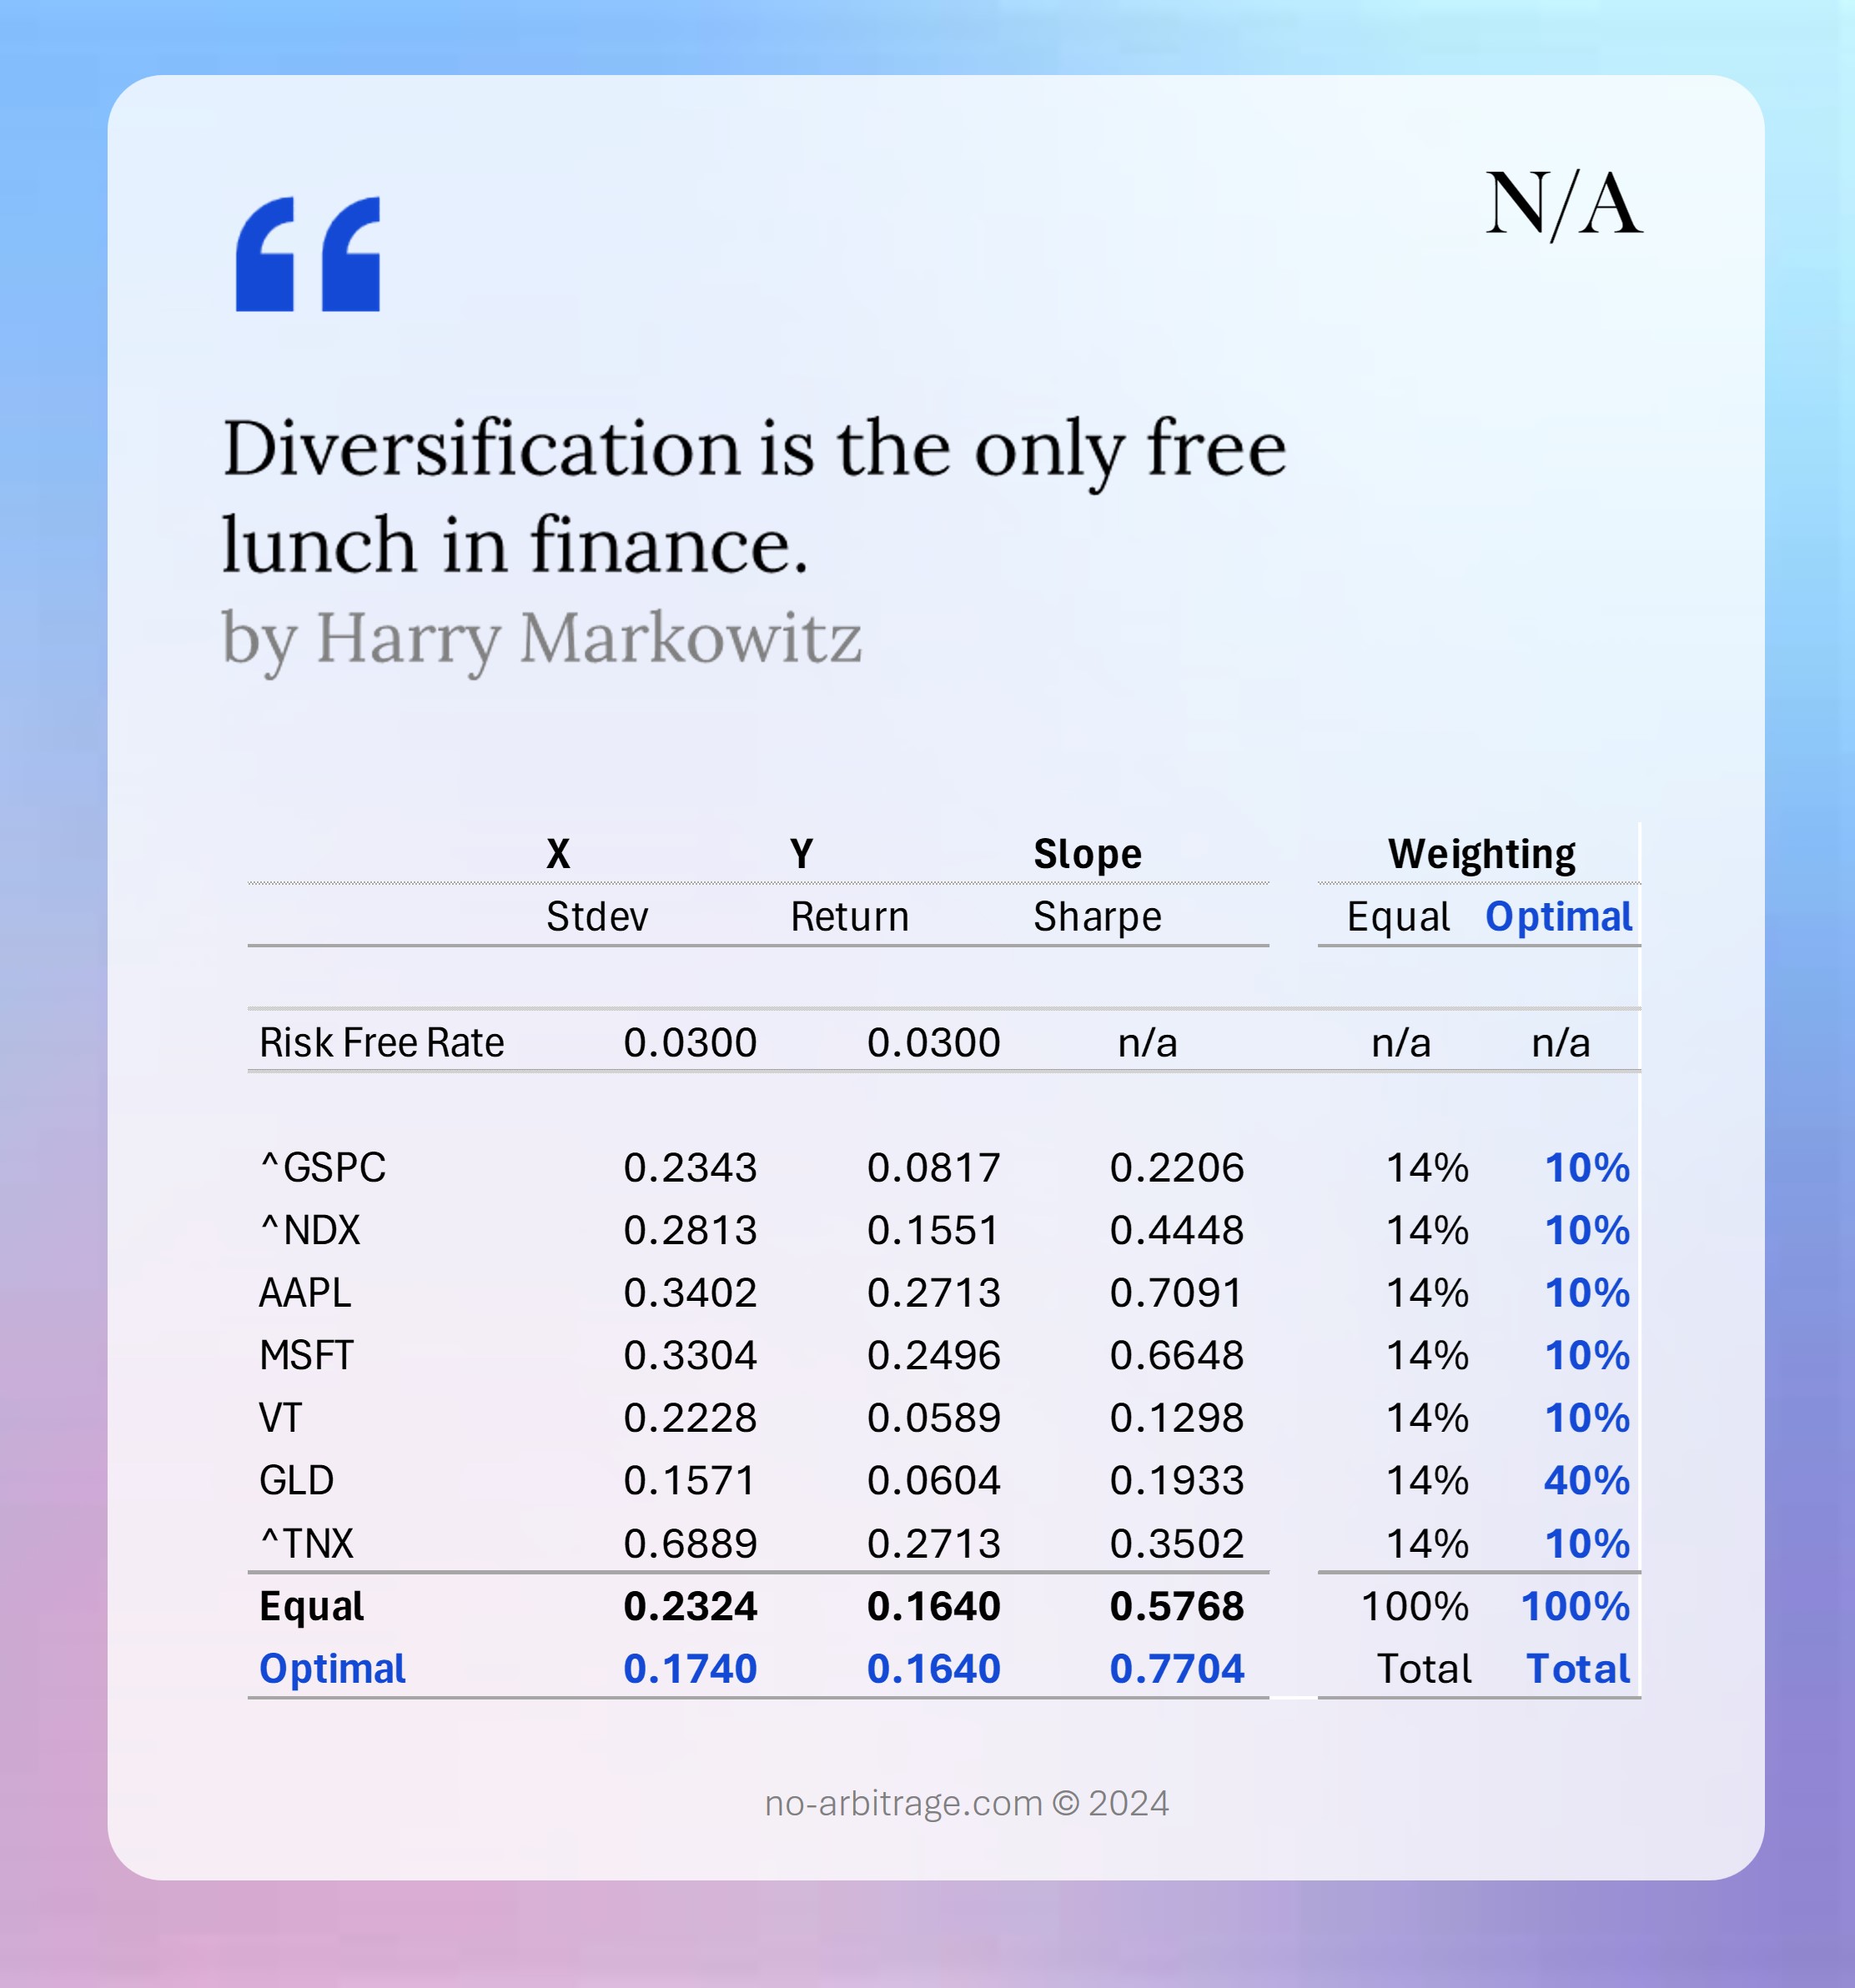 N/A
“
Diversification is the only free
lunch in finance.
by Harry Markowitz
X Y Slope Weighting
Stdev Return Sharpe Equal Optimal
Risk Free Rate 0.0300 0.0300 n/a n/a n/a
^GSPC 0.2343 0.0817 0.2206 14% 10%
^NDX 0.2813 0.1551 0.4448 14% 10%
AAPL 0.3402 0.2713 0.7091 14% 10%
MSFT 0.3304 0.2496 0.6648 14% 10%
VT 0.2228 0.0589 0.1298 14% 10%
GLD 0.1571 0.0604 0.1933 14% 40%
^TNX 0.6889 0.2713 0.3502 14% 10%
Equal 0.2324 0.1640 0.5768 100% 100%
Optimal 0.1740 0.1640 0.7704 Total Total
no-arbitrage.com © 2024